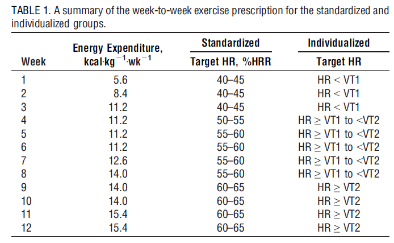 TABLE 1. A summary of the week-to-week exercise prescription for the standardized and
individualized groups.
Energy Expenditure, Standardized Individualized
Week kcal·kg⁻¹·wk⁻¹ Target HR, %HRR Target HR
1 5.6 40–45 HR < VT1
2 8.4 40–45 HR < VT1
3 11.2 40–45 HR < VT1
4 11.2 50–55 HR ≥ VT1 to <VT2
5 11.2 55–60 HR ≥ VT1 to <VT2
6 11.2 55–60 HR ≥ VT1 to <VT2
7 12.6 55–60 HR ≥ VT1 to <VT2
8 14.0 55–60 HR ≥ VT1 to <VT2
9 14.0 60–65 HR ≥ VT2
10 14.0 60–65 HR ≥ VT2
11 15.4 60–65 HR ≥ VT2
12 15.4 60–65 HR ≥ VT2